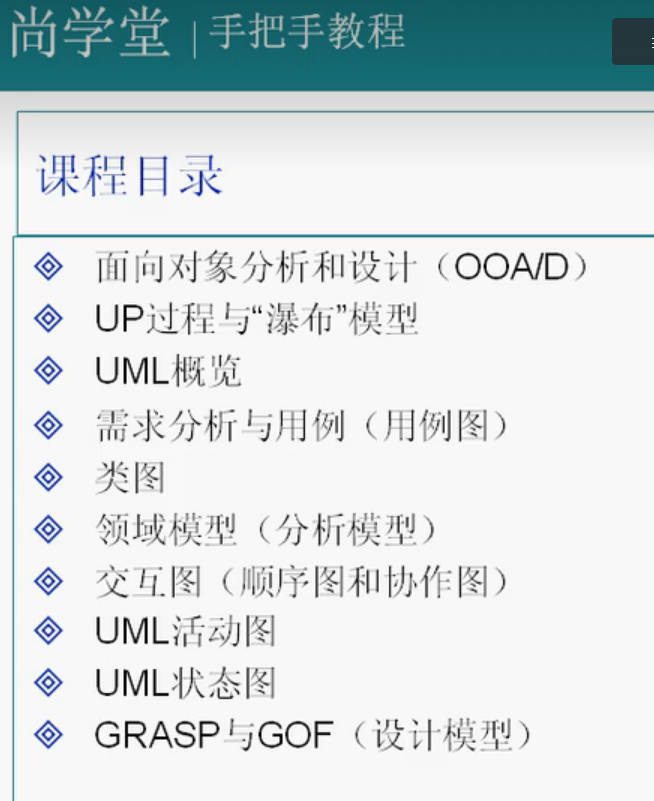 尚学堂 | 手把手教程
课程目录
面向对象分析和设计（OOA/D）
UP过程与“瀑布”模型
UML概览
需求分析与用例（用例图）
类图
领域模型（分析模型）
交互图（顺序图和协作图）
UML活动图
UML状态图
GRASP与GOF（设计模型）